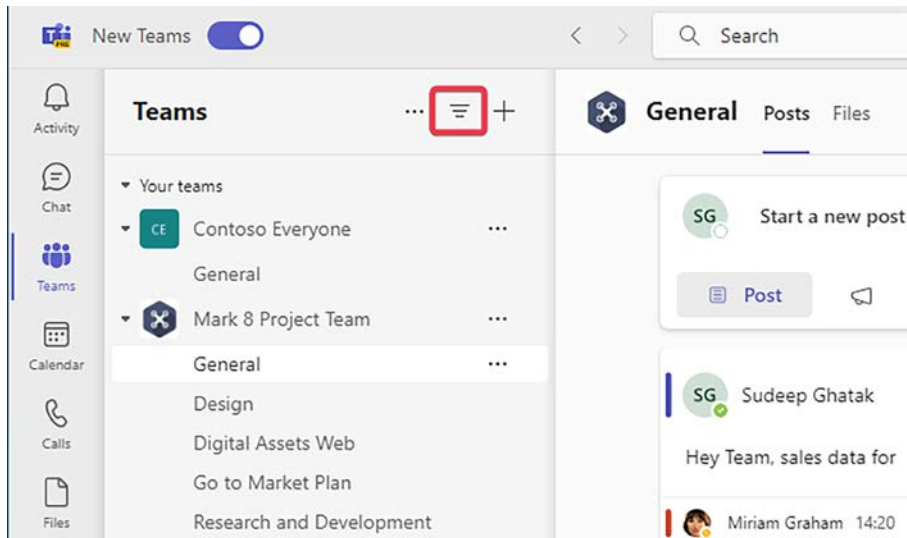 New Teams
Search
Activity
Chat
Teams
Calendar
Calls
Files
Teams
Your teams
CE Contoso Everyone
General
Mark 8 Project Team
General
Design
Digital Assets Web
Go to Market Plan
Research and Development
General Posts Files
SG Start a new post
Post
SG Sudeep Ghatak
Hey Team, sales data for
Miriam Graham 14:20